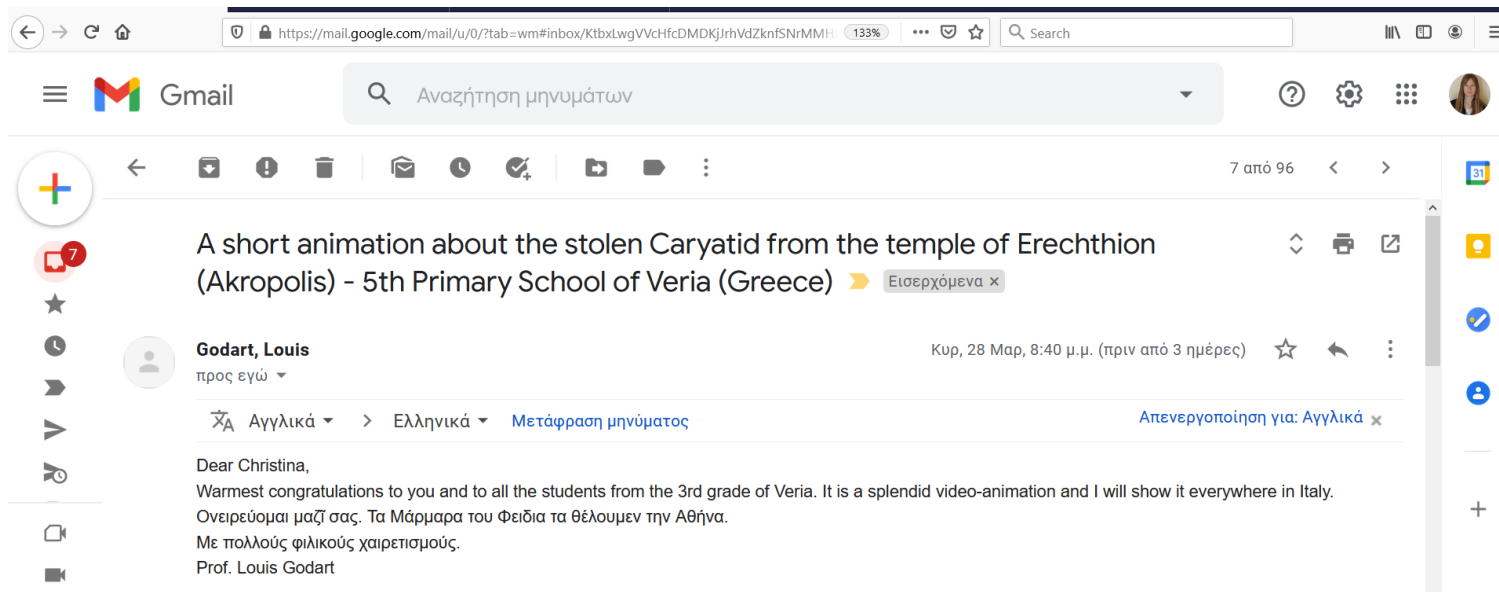 https://mail.google.com/mail/u/0/?tab=wm#inbox/KtbxLwgVVcHfcDMDKjJrhVdZknfSNrMMH
133%
Search
Gmail
Αναζήτηση μηνυμάτων
7 από 96
31
7
A short animation about the stolen Caryatid from the temple of Erechthion
(Akropolis) - 5th Primary School of Veria (Greece) Εισερχόμενα ×
Godart, Louis
Κυρ, 28 Μαρ, 8:40 μ.μ. (πριν από 3 ημέρες)
προς εγώ
Αγγλικά > Ελληνικά Μετάφραση μηνύματος
Απενεργοποίηση για: Αγγλικά ×
Dear Christina,
Warmest congratulations to you and to all the students from the 3rd grade of Veria. It is a splendid video-animation and I will show it everywhere in Italy.
Ονειρεύομαι μαζῖ σας. Τα Μάρμαρα του Φειδια τα θέλουμεν την Αθήνα.
Με πολλούς φιλικούς χαιρετισμούς.
Prof. Louis Godart